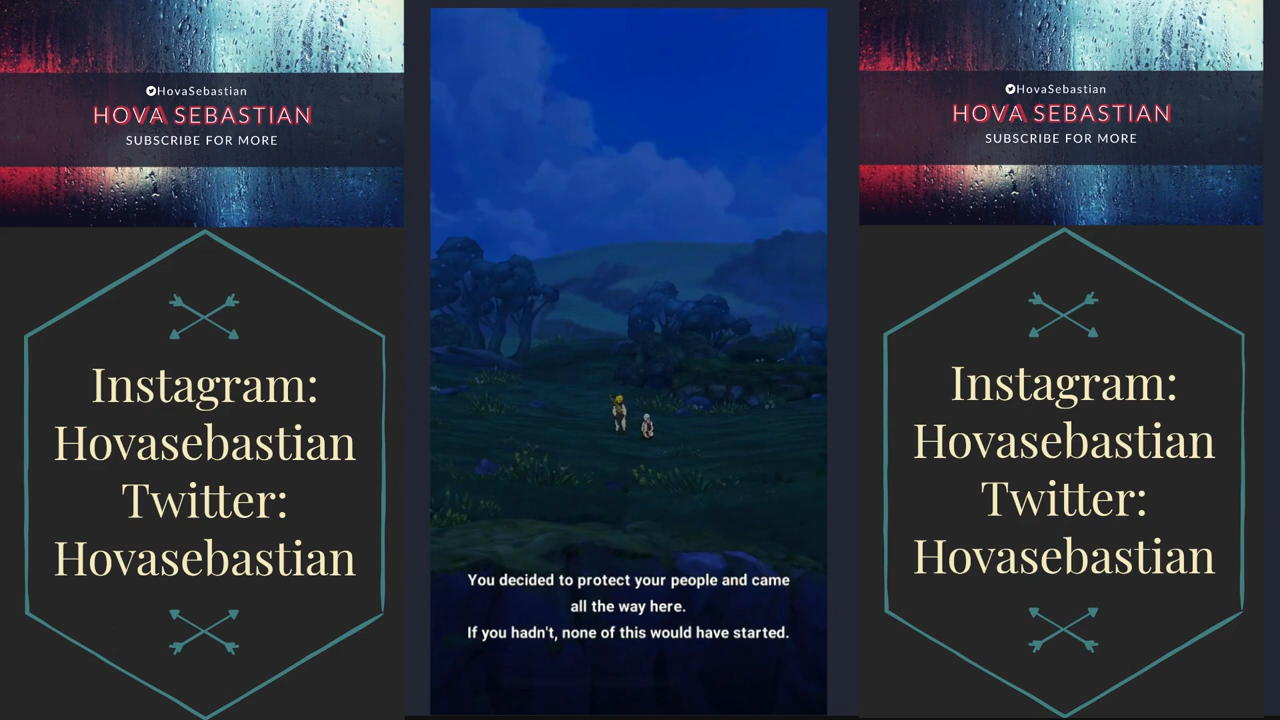 HovaSebastian
HOVA SEBASTIAN
SUBSCRIBE FOR MORE
Instagram:
Hovasebastian
Twitter:
Hovasebastian
You decided to protect your people and came
all the way here.
If you hadn't, none of this would have started.
HovaSebastian
HOVA SEBASTIAN
SUBSCRIBE FOR MORE
Instagram:
Hovasebastian
Twitter:
Hovasebastian